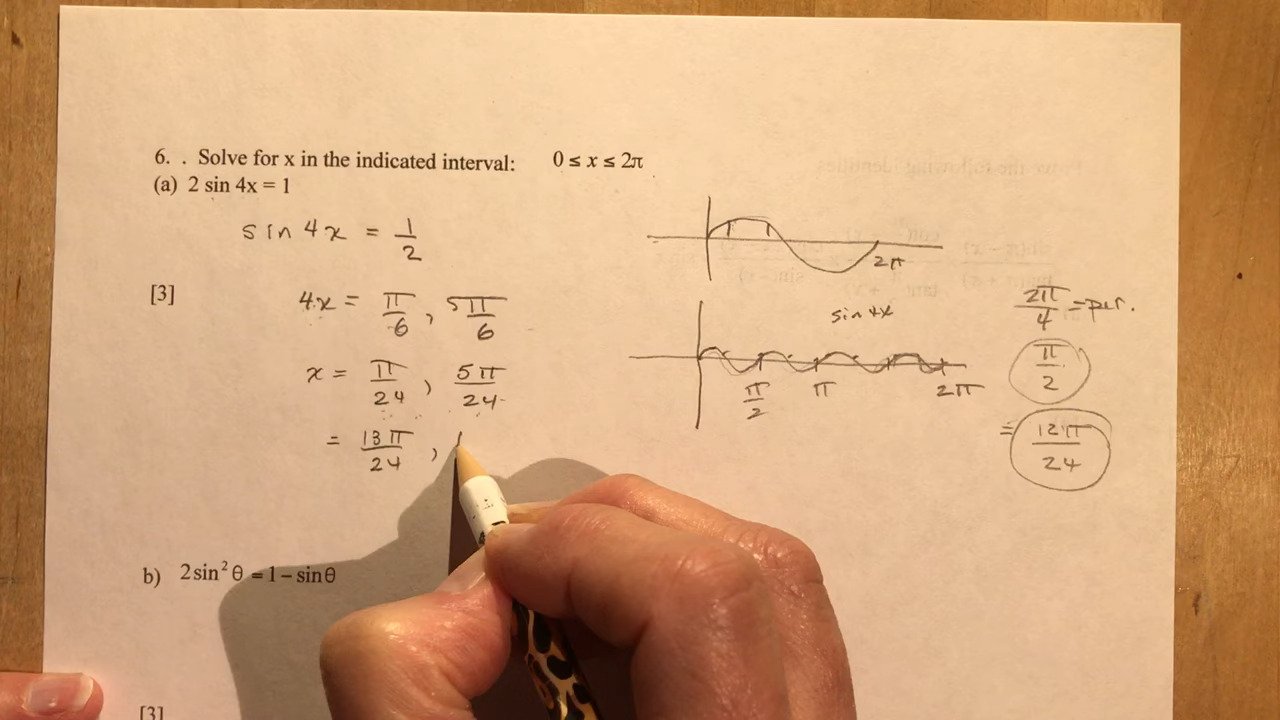 6. . Solve for x in the indicated interval: 0 ≤ x ≤ 2π
(a) 2 sin 4x = 1
sin 4x = 1/2
[3]
4x = π/6, 5π/6
x = π/24, 5π/24
= 13π/24, 1
2π
sin 4x
π/2 π 2π
2π/4 = per.
π/2
= 12π/24
b) 2sin²θ = 1 – sinθ
[3]